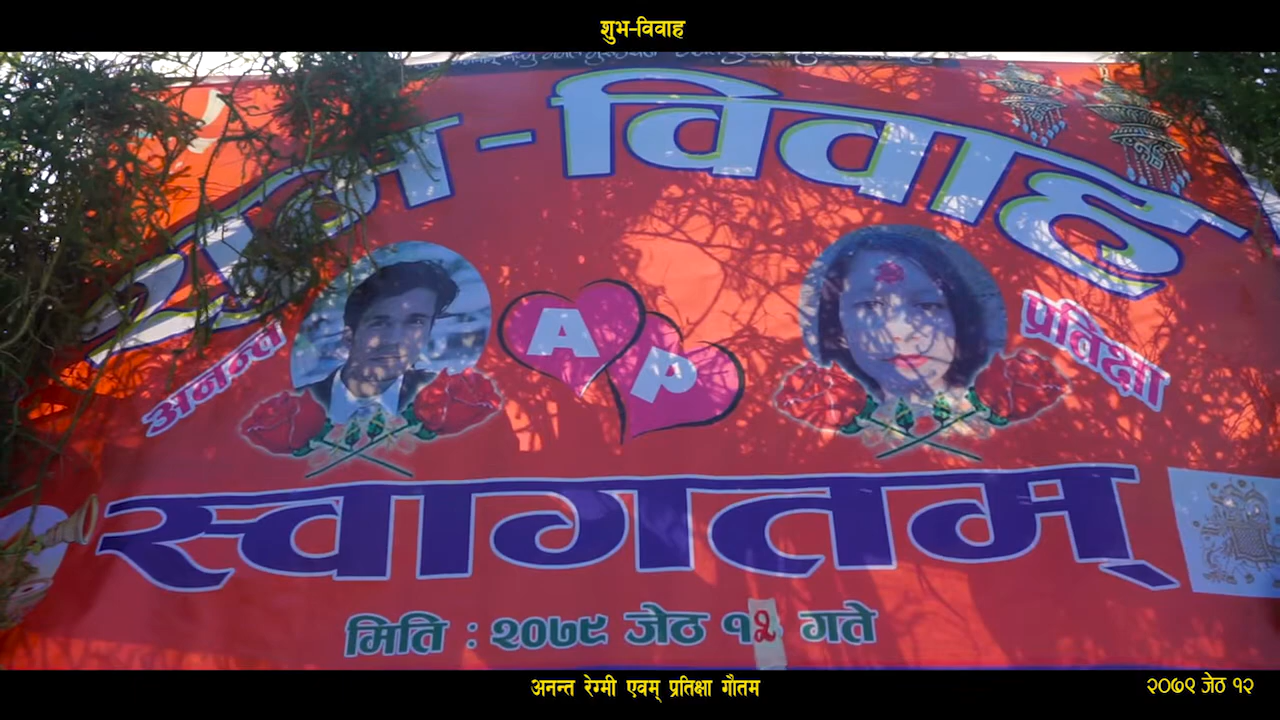 शुभ-विवाह
शुभ-विवाह
अनन्त
A P
प्रतिक्षा
स्वागतम्
मिति : २०७९ जेठ १२ गते
अनन्त रेग्मी एवम् प्रतिक्षा गौतम
२०७९ जेठ १२